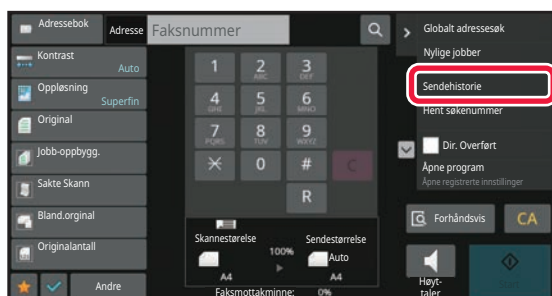 Adressebok
Adresse
Faksnummer
Kontrast
Auto
Oppløsning
Superfin
Original
Jobb-oppbygg.
Sakte Skann
Bland.orginal
Originalantall
Andre
1
2
ABC
3
DEF
4
GHI
5
JKL
6
MNO
7
PQRS
8
TUV
9
WXYZ
0
#
C
R
Skannestørelse
A4
100%
Sendestørrelse
Auto
A4
Faksmottakminne: 0%
Globalt adressesøk
Nylige jobber
Sendehistorie
Hent søkenummer
Dir. Overført
Åpne program
Åpne registrerte innstillinger
Forhåndsvis
CA
Høyt-
taler
Start